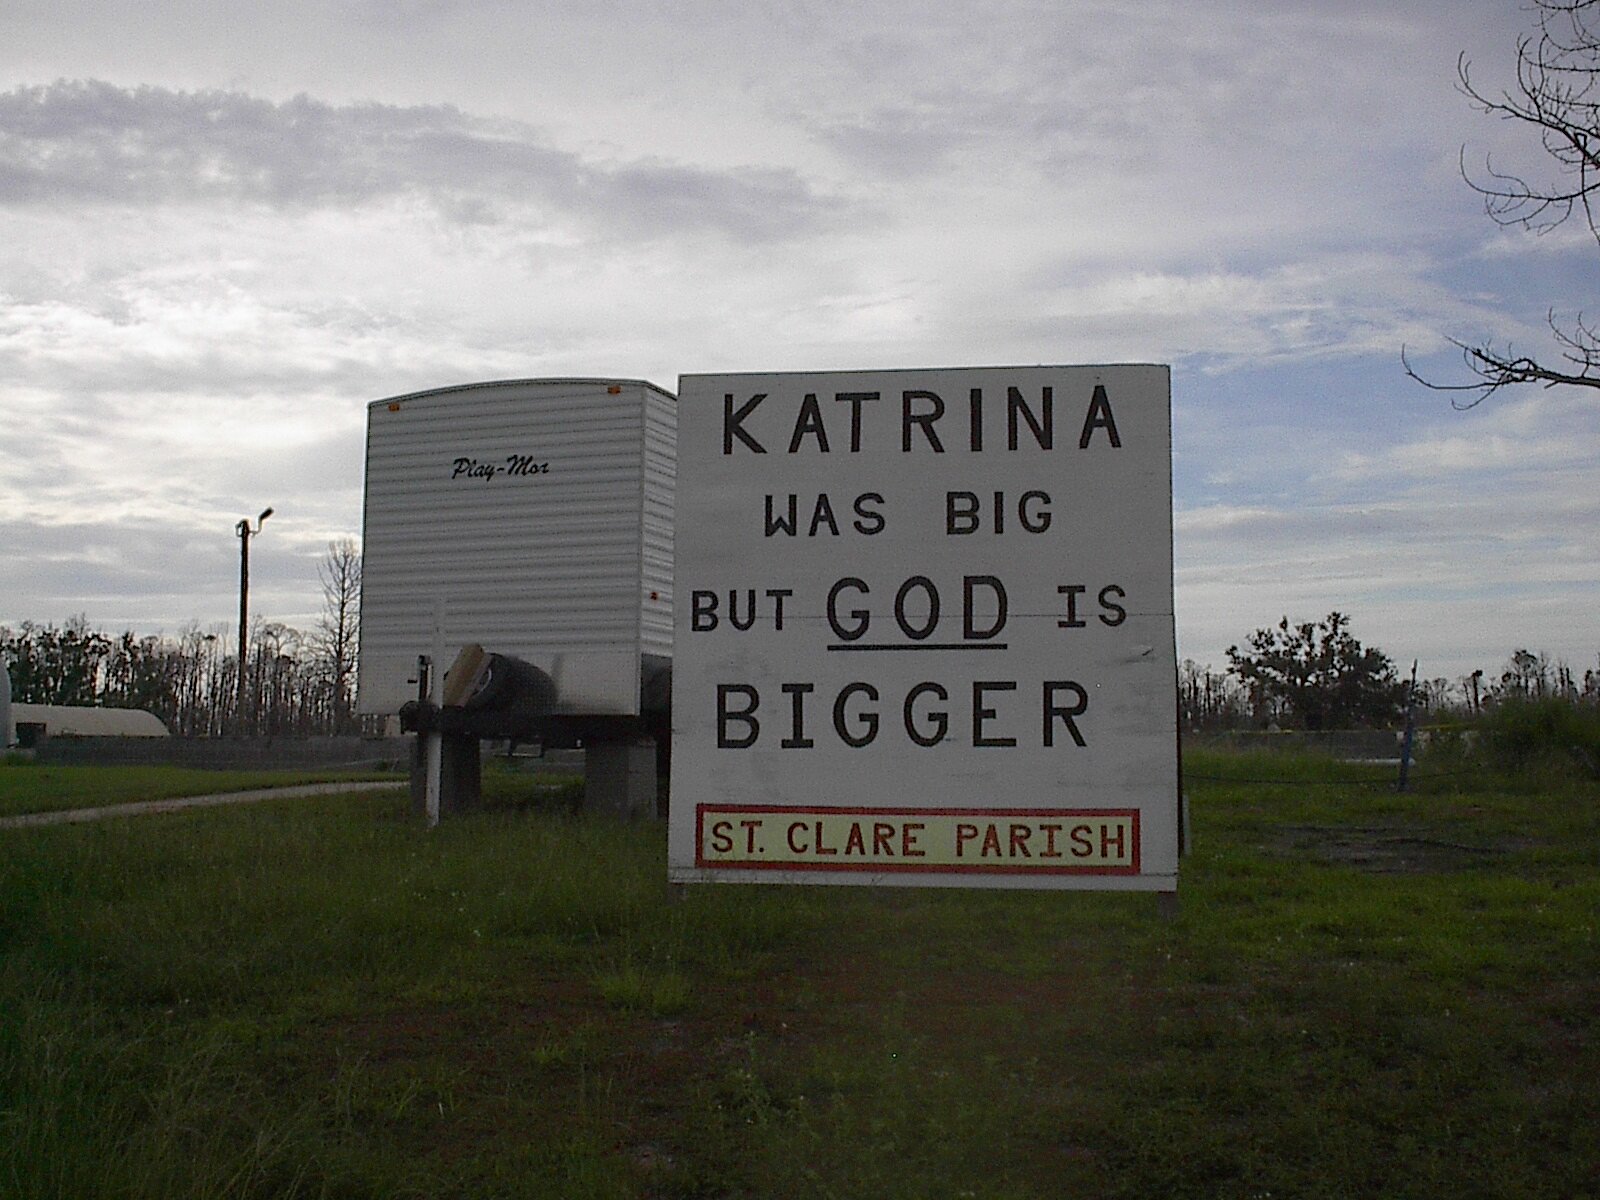 Play-Mor
KATRINA
WAS BIG
BUT GOD IS
BIGGER
ST. CLARE PARISH